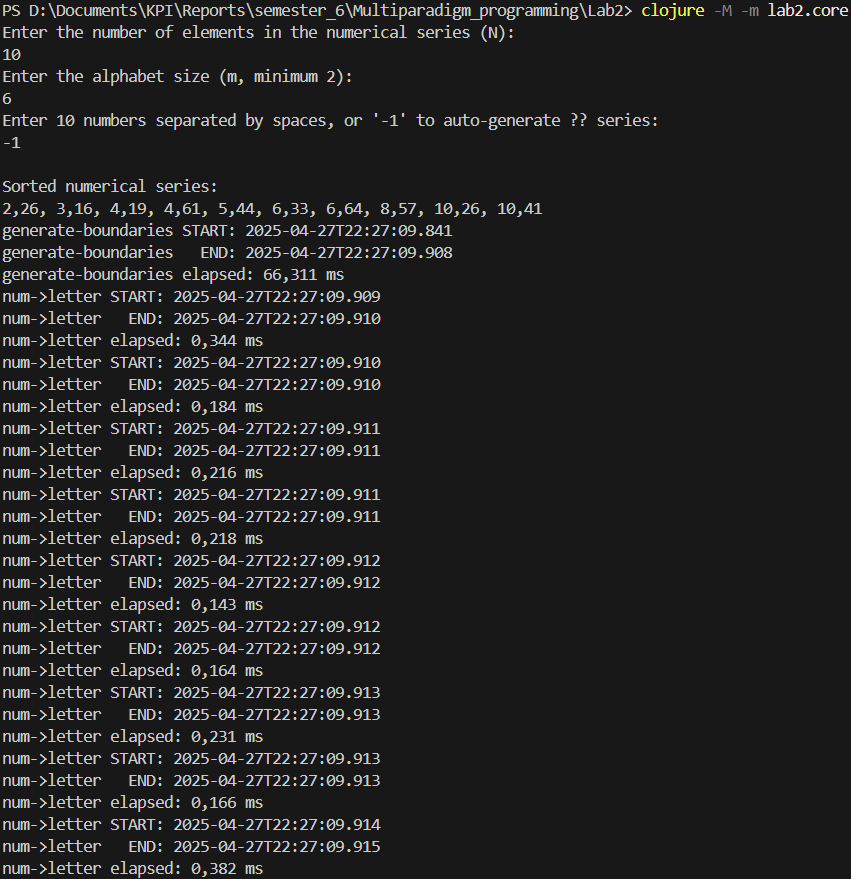 PS D:\Documents\KPI\Reports\semester_6\Multiparadigm_programming\Lab2> clojure -M -m lab2.core
Enter the number of elements in the numerical series (N):
10
Enter the alphabet size (m, minimum 2):
6
Enter 10 numbers separated by spaces, or '-1' to auto-generate ?? series:
-1

Sorted numerical series:
2,26, 3,16, 4,19, 4,61, 5,44, 6,33, 6,64, 8,57, 10,26, 10,41
generate-boundaries START: 2025-04-27T22:27:09.841
generate-boundaries   END: 2025-04-27T22:27:09.908
generate-boundaries elapsed: 66,311 ms
num->letter START: 2025-04-27T22:27:09.909
num->letter   END: 2025-04-27T22:27:09.910
num->letter elapsed: 0,344 ms
num->letter START: 2025-04-27T22:27:09.910
num->letter   END: 2025-04-27T22:27:09.910
num->letter elapsed: 0,184 ms
num->letter START: 2025-04-27T22:27:09.911
num->letter   END: 2025-04-27T22:27:09.911
num->letter elapsed: 0,216 ms
num->letter START: 2025-04-27T22:27:09.911
num->letter   END: 2025-04-27T22:27:09.911
num->letter elapsed: 0,218 ms
num->letter START: 2025-04-27T22:27:09.912
num->letter   END: 2025-04-27T22:27:09.912
num->letter elapsed: 0,143 ms
num->letter START: 2025-04-27T22:27:09.912
num->letter   END: 2025-04-27T22:27:09.912
num->letter elapsed: 0,164 ms
num->letter START: 2025-04-27T22:27:09.913
num->letter   END: 2025-04-27T22:27:09.913
num->letter elapsed: 0,231 ms
num->letter START: 2025-04-27T22:27:09.913
num->letter   END: 2025-04-27T22:27:09.913
num->letter elapsed: 0,166 ms
num->letter START: 2025-04-27T22:27:09.914
num->letter   END: 2025-04-27T22:27:09.915
num->letter elapsed: 0,382 ms